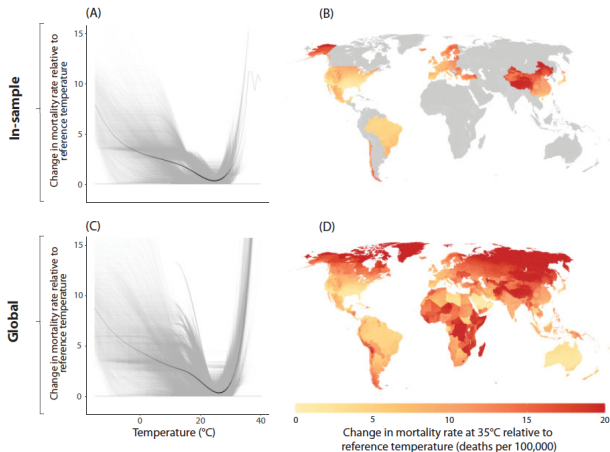 (A)
(B)
In-sample
Change in mortality rate relative to
reference temperature
15
10
5
0
(C)
(D)
Global
Change in mortality rate relative to
reference temperature
15
10
5
0
0
20
40
Temperature (°C)
0
5
10
15
20
Change in mortality rate at 35°C relative to
reference temperature (deaths per 100,000)